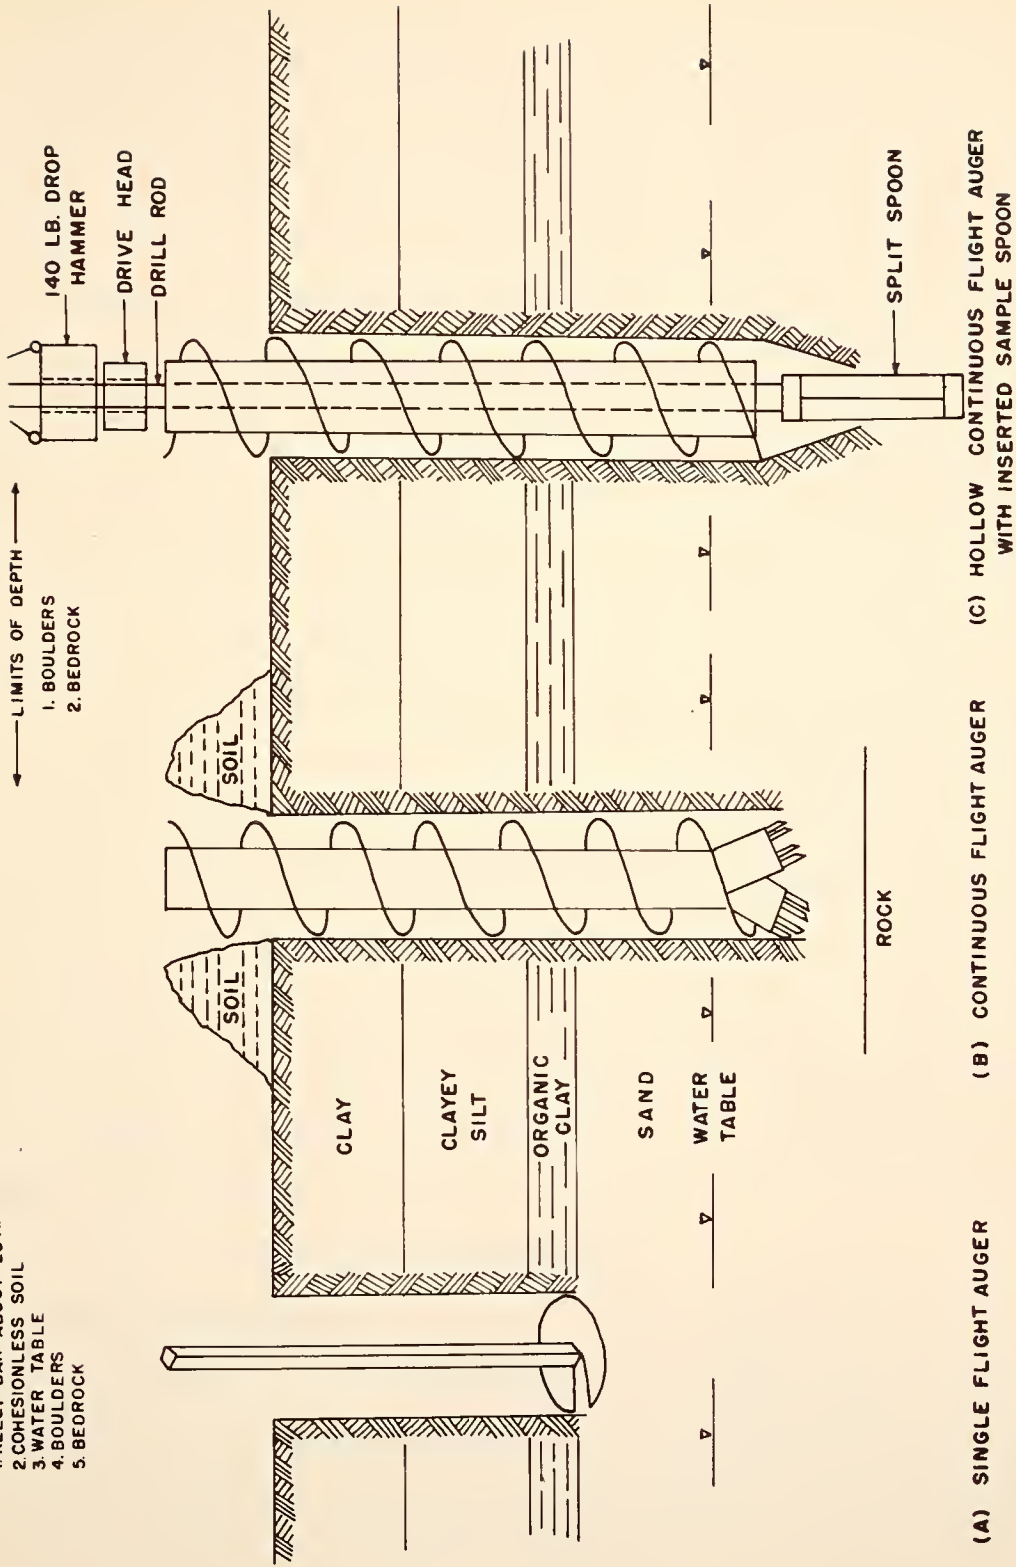 2. COHESIONLESS SOIL
3. WATER TABLE
4. BOULDERS
5. BEDROCK
LIMITS OF DEPTH
1. BOULDERS
2. BEDROCK
140 LB. DROP
HAMMER
DRIVE HEAD
DRILL ROD
SOIL
SOIL
CLAY
CLAYEY
SILT
ORGANIC
CLAY
SAND
WATER
TABLE
ROCK
SPLIT SPOON
(A) SINGLE FLIGHT AUGER
(B) CONTINUOUS FLIGHT AUGER
(C) HOLLOW CONTINUOUS FLIGHT AUGER
WITH INSERTED SAMPLE SPOON